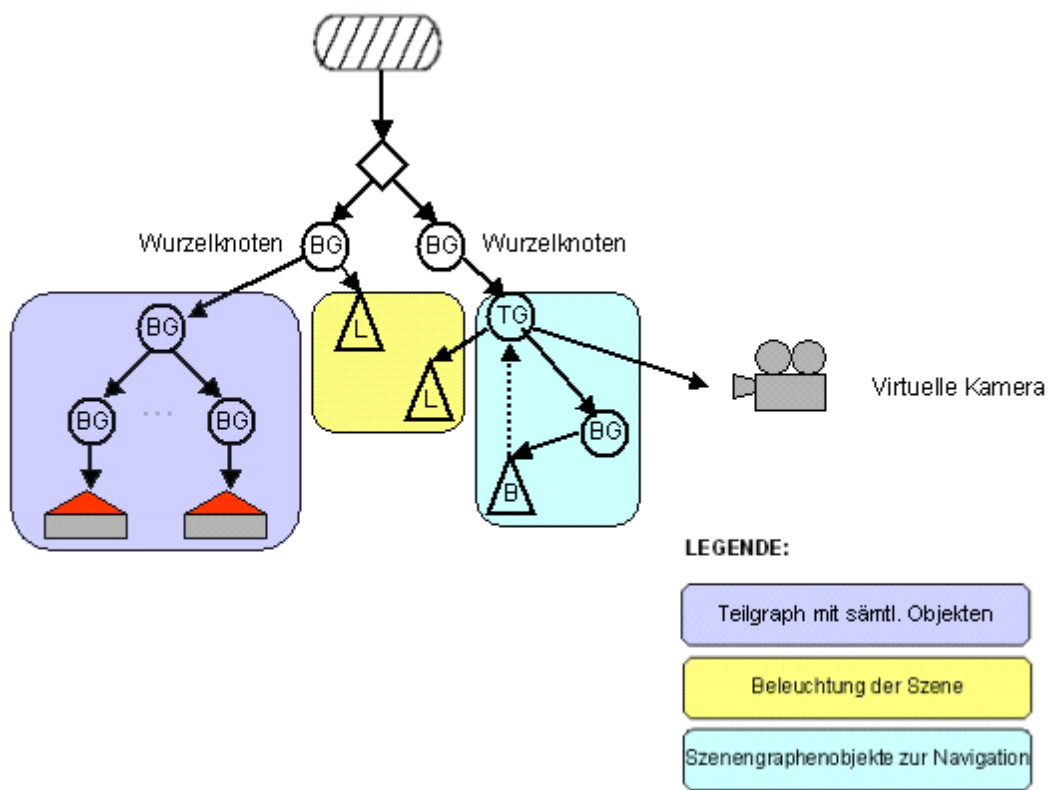 Wurzelknoten
BG
BG
Wurzelknoten
BG
L
TG
L
BG
...
BG
BG
B
Virtuelle Kamera
LEGENDE:
Teilgraph mit sämtl. Objekten
Beleuchtung der Szene
Szenengraphenobjekte zur Navigation